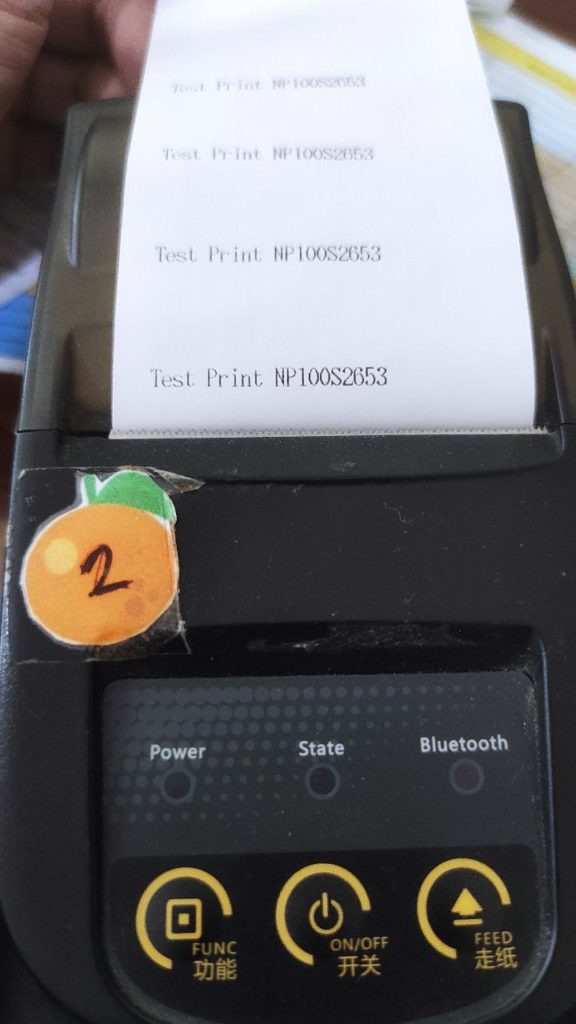 Test Print NP100S2653
Test Print NP100S2653
Test Print NP100S2653
Test Print NP100S2653
2
Power State Bluetooth
FUNC ON/OFF FEED
功能 开关 走纸